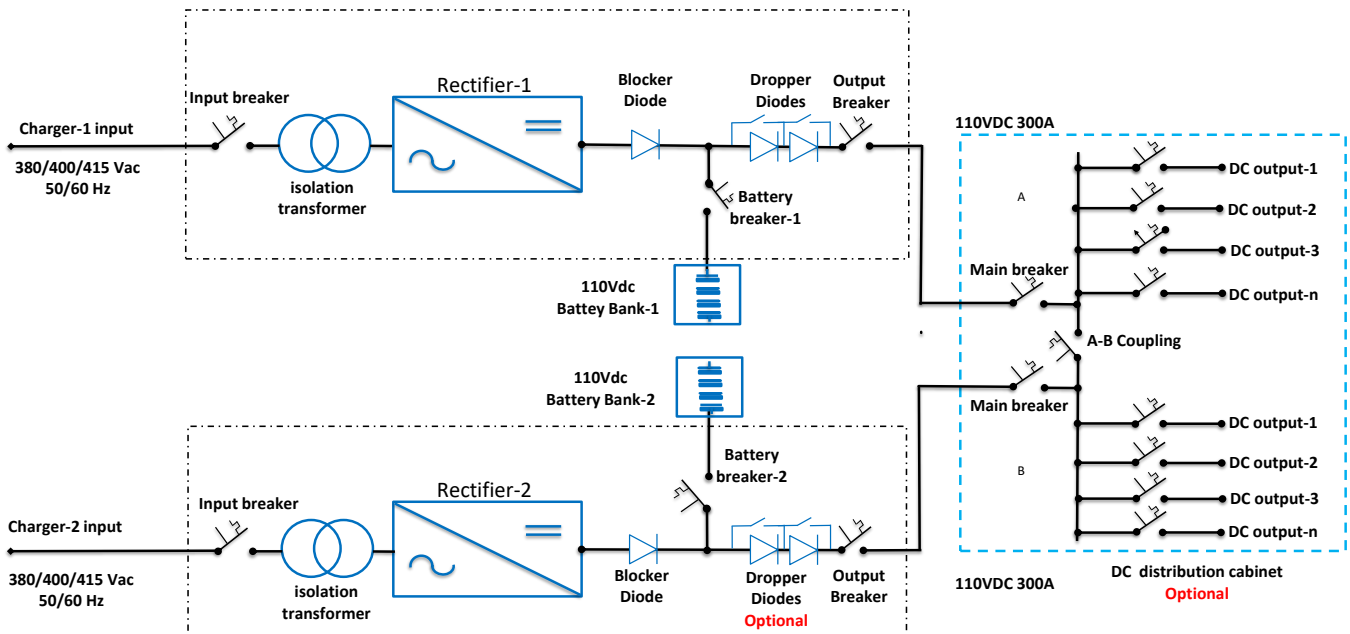 Rectifier-1
Blocker
Diode
Dropper
Diodes
Output
Breaker
Input breaker
Charger-1 input
380/400/415 Vac
50/60 Hz
isolation
transformer
Battery
breaker-1
110Vdc
Battey Bank-1
110VDC 300A
A
DC output-1
DC output-2
DC output-3
DC output-n
Main breaker
A-B Coupling
110Vdc
Battery Bank-2
Main breaker
B
DC output-1
DC output-2
DC output-3
DC output-n
Battery
breaker-2
Rectifier-2
Input breaker
Charger-2 input
380/400/415 Vac
50/60 Hz
isolation
transformer
Blocker
Diode
Dropper
Diodes
Optional
Output
Breaker
110VDC 300A
DC distribution cabinet
Optional